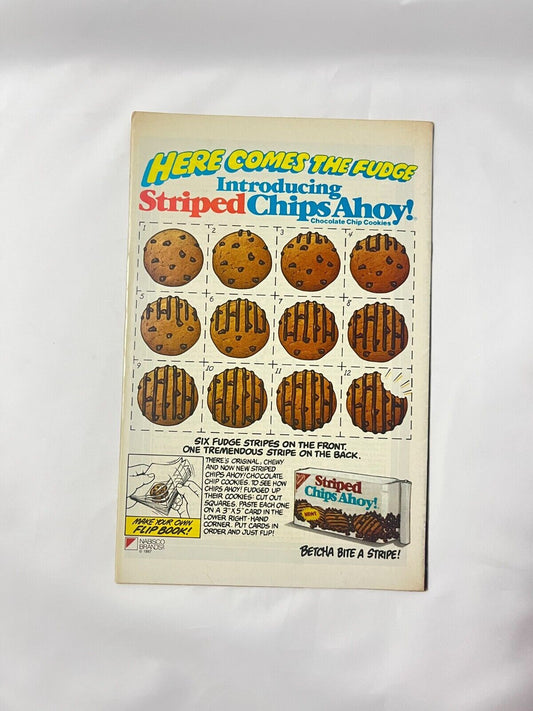 HERE COMES THE FUDGE
Introducing
Striped Chips Ahoy!
Chocolate Chip Cookies
1 2 3 4
5 6 7 8
9 10 11 12
SIX FUDGE STRIPES ON THE FRONT.
ONE TREMENDOUS STRIPE ON THE BACK.
THERE'S ORIGINAL, CHEWY
AND NOW NEW STRIPED
CHIPS AHOY! CHOCOLATE
CHIP COOKIES. TO SEE HOW
CHIPS AHOY! FUDGED UP
THEIR COOKIES: CUT OUT
SQUARES. PASTE EACH ONE
ON A 3" X 5" CARD IN THE
LOWER RIGHT-HAND
CORNER. PUT CARDS IN
ORDER AND JUST FLIP!
MAKE YOUR OWN
FLIP BOOK!
NABISCO
BRANDS
© 1987
Striped
Chips Ahoy!
NEW!
BETCHA BITE A STRIPE!